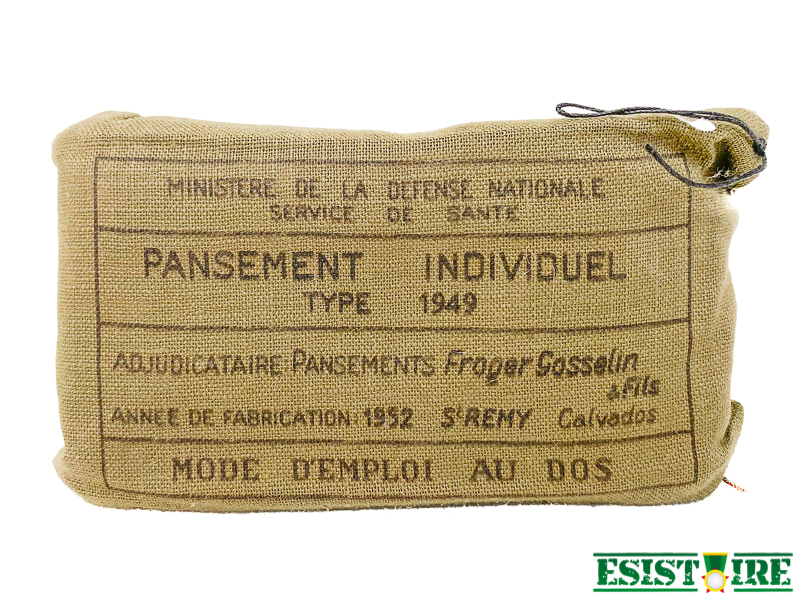 MINISTERE DE LA DEFENSE NATIONALE
SERVICE DE SANTE
PANSEMENT INDIVIDUEL
TYPE 1949
ADJUDICATAIRE PANSEMENTS Frager Gosselin
& Fils
ANNEE DE FABRICATION: 1952 St REMY Calvados
MODE D'EMPLOI AU DOS
ESISTOIRE